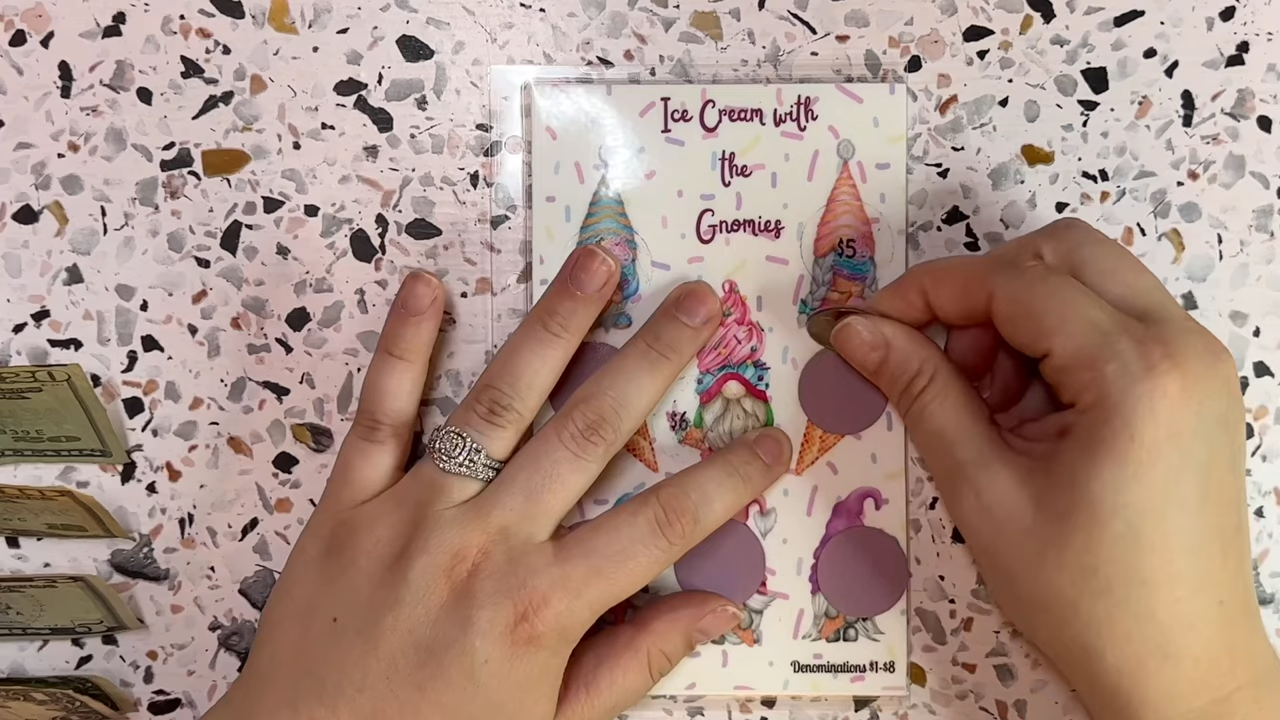 Ice Cream with
the
Gnomies
$5
$6
Denominations $1-$8